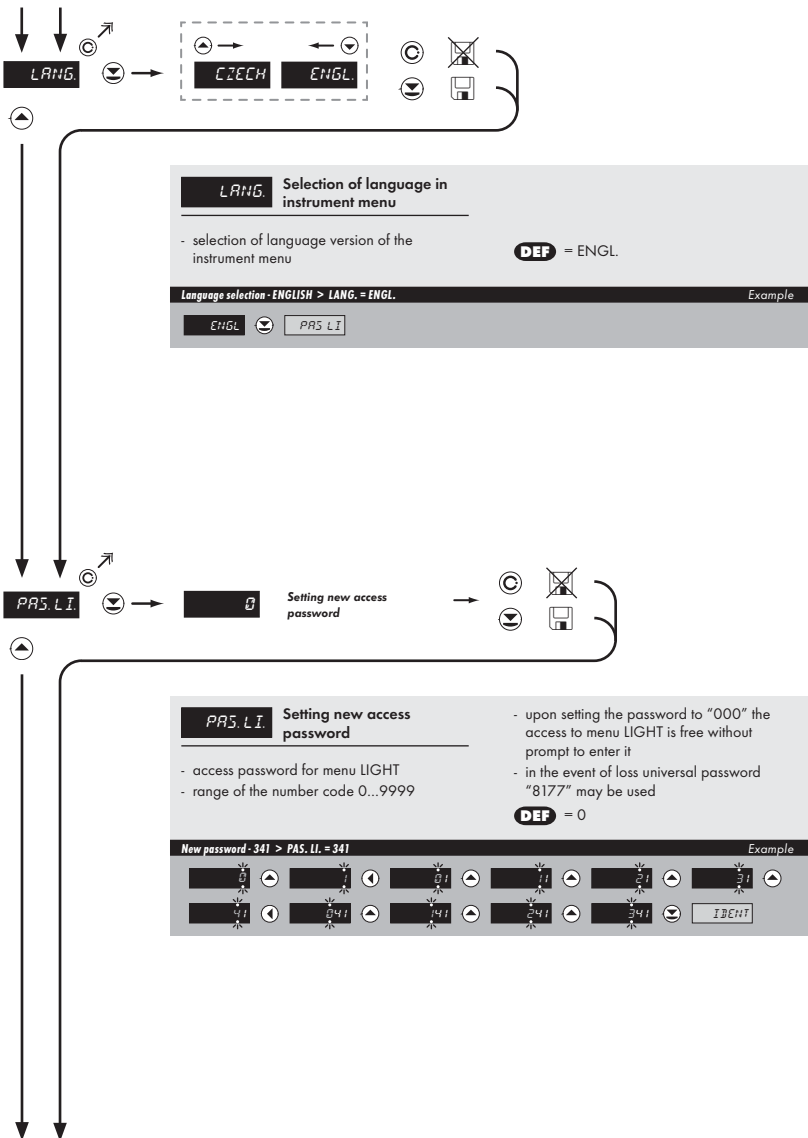 LANG.
CZECH ENGL.
LANG. Selection of language in
instrument menu
- selection of language version of the
instrument menu
DEF = ENGL.
Language selection - ENGLISH > LANG. = ENGL. Example
ENGL PAS LI
PAS. LI. 0 Setting new access
password
PAS. LI. Setting new access
password
- access password for menu LIGHT
- range of the number code 0...9999
- upon setting the password to “000” the
access to menu LIGHT is free without
prompt to enter it
- in the event of loss universal password
“8177” may be used
DEF = 0
New password - 341 > PAS. LI. = 341 Example
0 1 01 11 21 31
41 041 141 241 341 IDENT